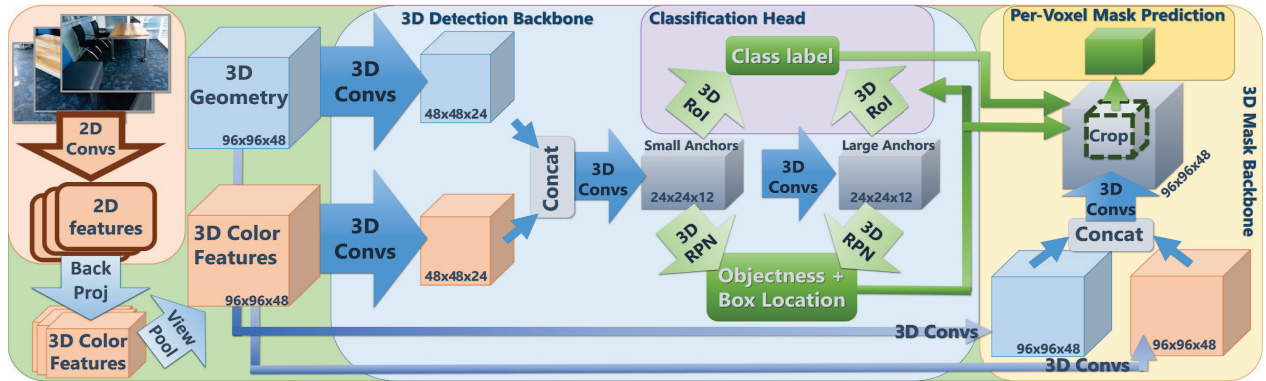 2D
Convs
2D
features
Back
Proj
3D Color
Features
View
Pool
3D
Geometry
96x96x48
3D Color
Features
96x96x48
3D Detection Backbone
3D
Convs
48x48x24
3D
Convs
48x48x24
Concat
3D
Convs
Classification Head
Class label
3D
RoI
3D
RoI
Small Anchors
24x24x12
3D
Convs
Large Anchors
24x24x12
3D
RPN
3D
RPN
Objectness +
Box Location
3D Convs
3D Convs
Per-Voxel Mask Prediction
Crop
96x96x48
3D
Convs
Concat
96x96x48
96x96x48
3D Mask Backbone